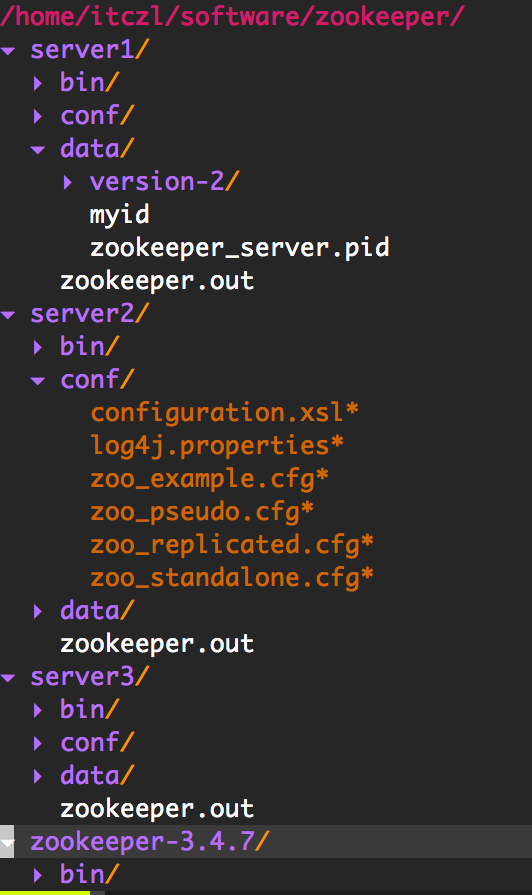 /home/itczl/software/zookeeper/
server1/
bin/
conf/
data/
version-2/
myid
zookeeper_server.pid
zookeeper.out
server2/
bin/
conf/
configuration.xsl*
log4j.properties*
zoo_example.cfg*
zoo_pseudo.cfg*
zoo_replicated.cfg*
zoo_standalone.cfg*
data/
zookeeper.out
server3/
bin/
conf/
data/
zookeeper.out
zookeeper-3.4.7/
bin/